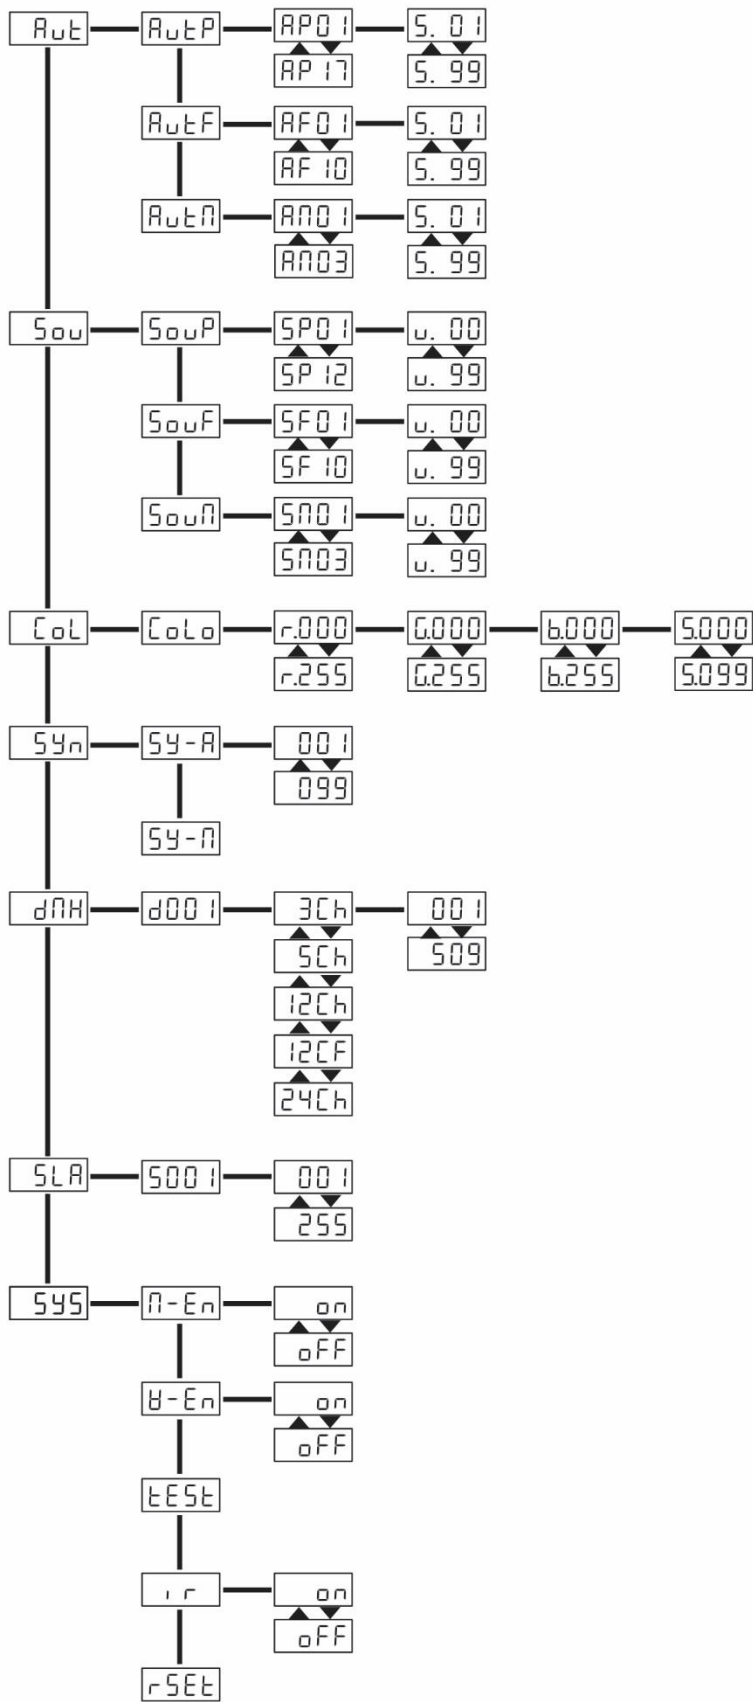 Aut AutP AP01 S. 01
AP17 S. 99
AutF AF01 S. 01
AF10 S. 99
AutM AM01 S. 01
AM03 S. 99
Sou SouP SP01 u. 00
SP12 u. 99
SouF SF01 u. 00
SF10 u. 99
SouM SM01 u. 00
SM03 u. 99
CoL CoLo r.000 G.000 b.000 S.000
r.255 G.255 b.255 S.099
SYn SY-A 001
099
SY-M
dMX d001 3Ch 001
5Ch 509
12Ch
12CF
24Ch
SLA S001 001
255
SYS M-En on
oFF
W-En on
oFF
tESt
ir on
oFF
rSEt